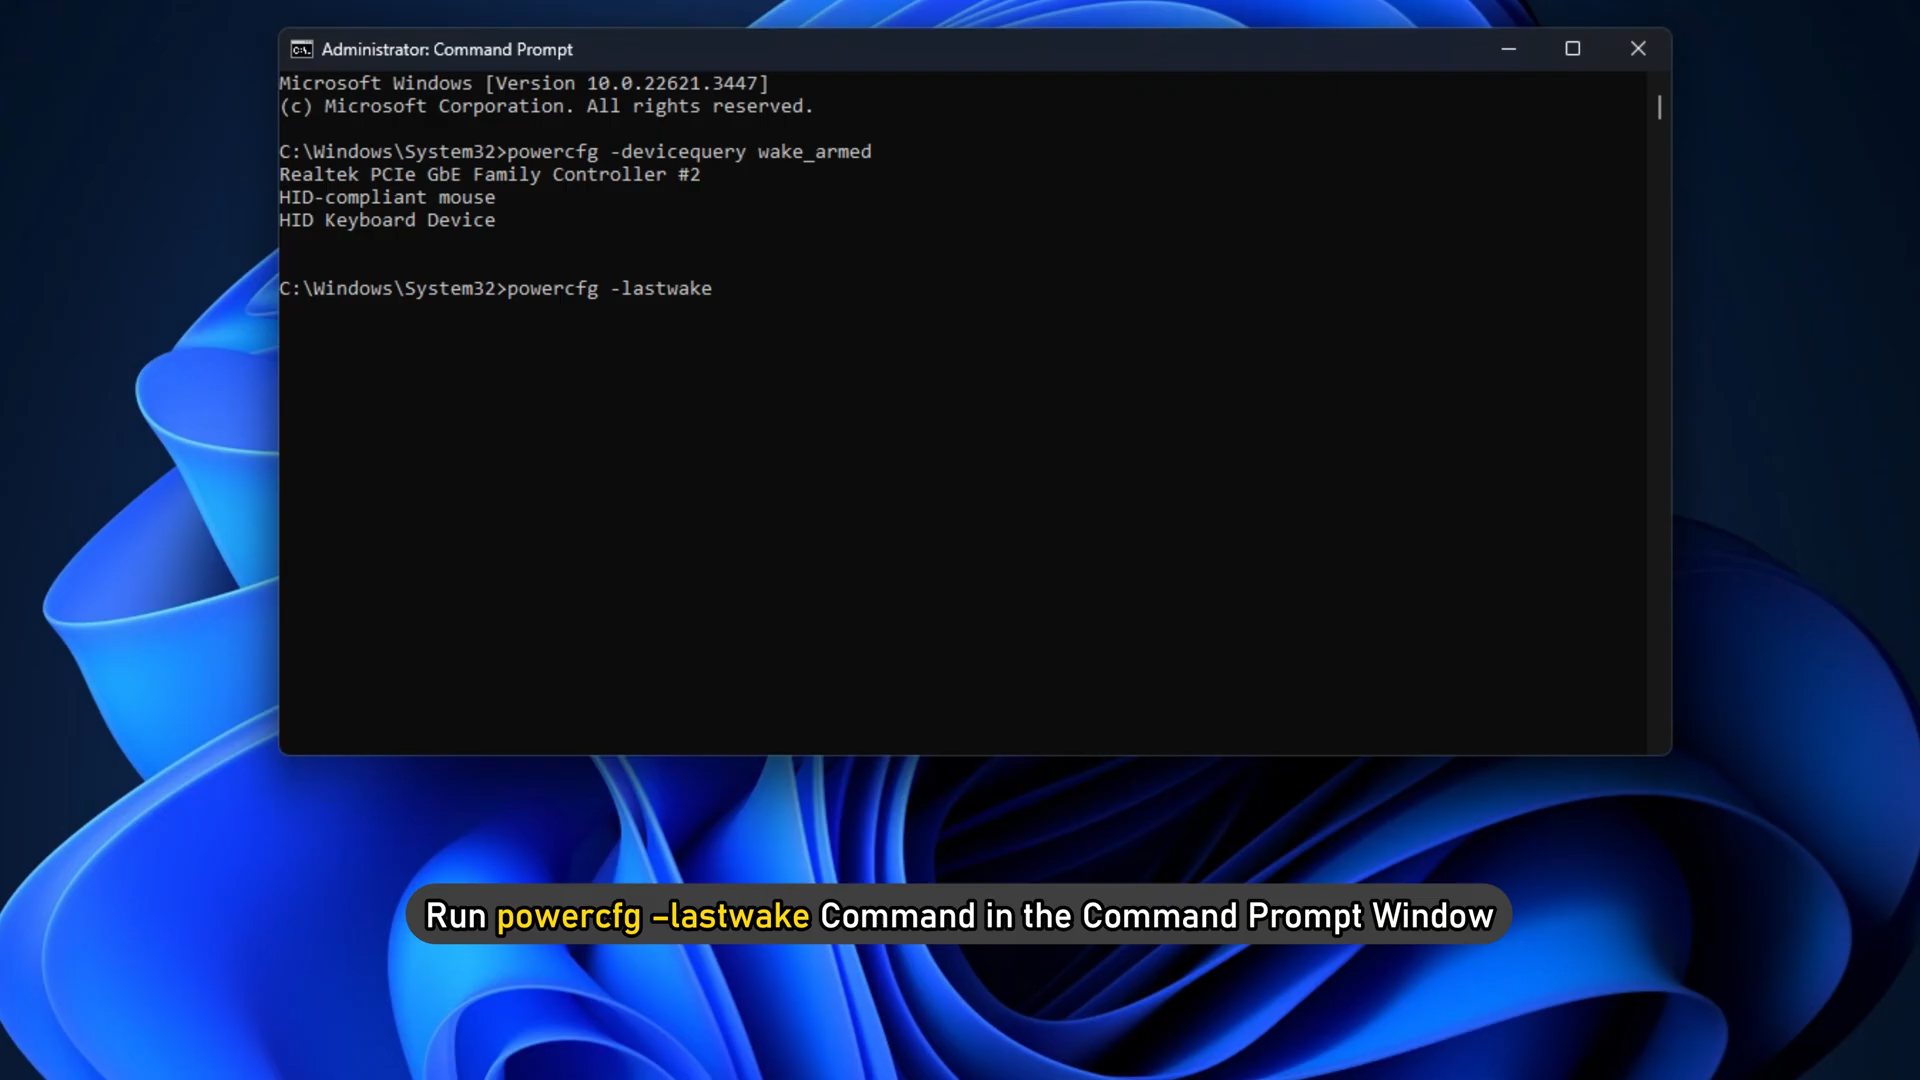 Administrator: Command Prompt
Microsoft Windows [Version 10.0.22621.3447]
(c) Microsoft Corporation. All rights reserved.
C:\Windows\System32>powercfg -devicequery wake_armed
Realtek PCIe GbE Family Controller #2
HID-compliant mouse
HID Keyboard Device
C:\Windows\System32>powercfg -lastwake
Run powercfg –lastwake Command in the Command Prompt Window